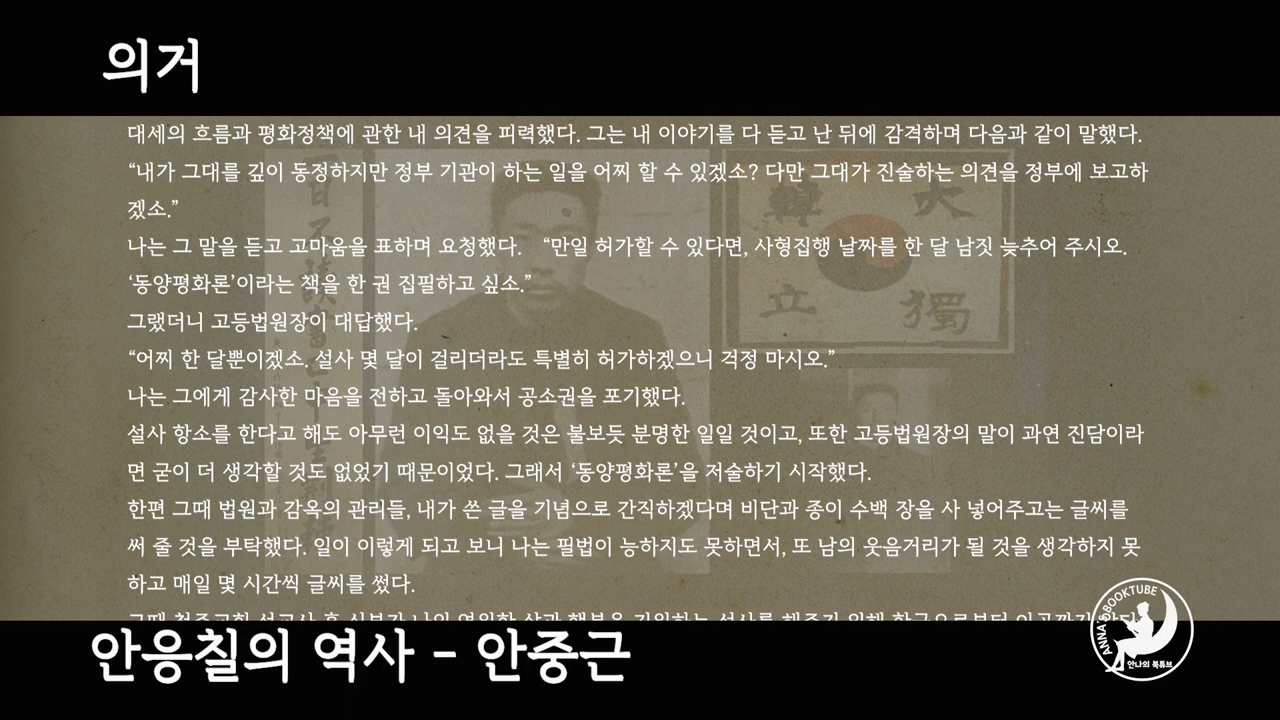 의거
대세의 흐름과 평화정책에 관한 내 의견을 피력했다. 그는 내 이야기를 다 듣고 난 뒤에 감격하며 다음과 같이 말했다.
“내가 그대를 깊이 동정하지만 정부 기관이 하는 일을 어찌 할 수 있겠소? 다만 그대가 진술하는 의견을 정부에 보고하
겠소.”
나는 그 말을 듣고 고마움을 표하며 요청했다. “만일 허가할 수 있다면, 사형집행 날짜를 한 달 남짓 늦추어 주시오.
‘동양평화론’이라는 책을 한 권 집필하고 싶소.”
그랬더니 고등법원장이 대답했다.
“어찌 한 달뿐이겠소. 설사 몇 달이 걸리더라도 특별히 허가하겠으니 걱정 마시오.”
나는 그에게 감사한 마음을 전하고 돌아와서 공소권을 포기했다.
설사 항소를 한다고 해도 아무런 이익도 없을 것은 불보듯 분명한 일일 것이고, 또한 고등법원장의 말이 과연 진담이라
면 굳이 더 생각할 것도 없었기 때문이었다. 그래서 ‘동양평화론’을 저술하기 시작했다.
한편 그때 법원과 감옥의 관리들, 내가 쓴 글을 기념으로 간직하겠다며 비단과 종이 수백 장을 사 넣어주고는 글씨를
써 줄 것을 부탁했다. 일이 이렇게 되고 보니 나는 필법이 능하지도 못하면서, 또 남의 웃음거리가 될 것을 생각하지 못
하고 매일 몇 시간씩 글씨를 썼다.
大
韓
獨
立
안응칠의 역사 - 안중근
ANNA'S BOOKTUBE
안나의 북튜브